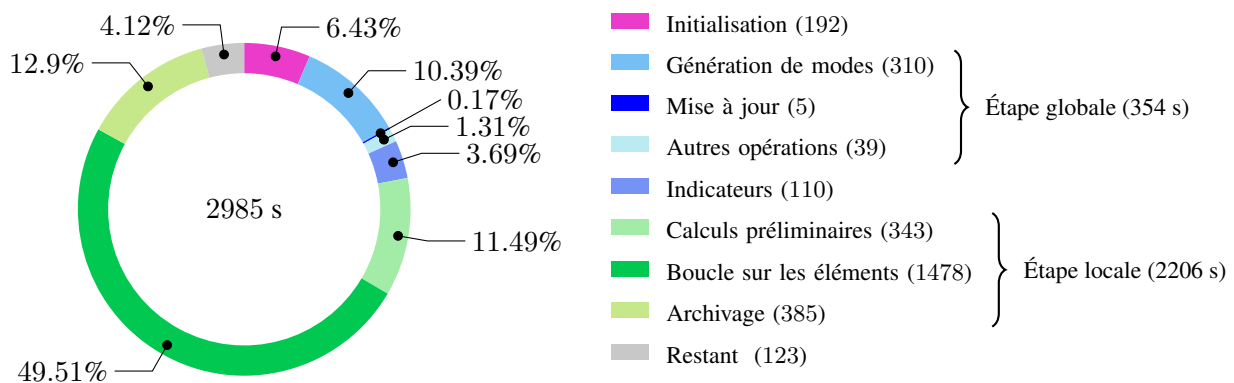 4.12%
6.43%
12.9%
10.39%
0.17%
1.31%
3.69%
2985 s
11.49%
49.51%
Initialisation (192)
Génération de modes (310)
Mise à jour (5)
Autres opérations (39)
Étape globale (354 s)
Indicateurs (110)
Calculs préliminaires (343)
Boucle sur les éléments (1478)
Archivage (385)
Étape locale (2206 s)
Restant (123)